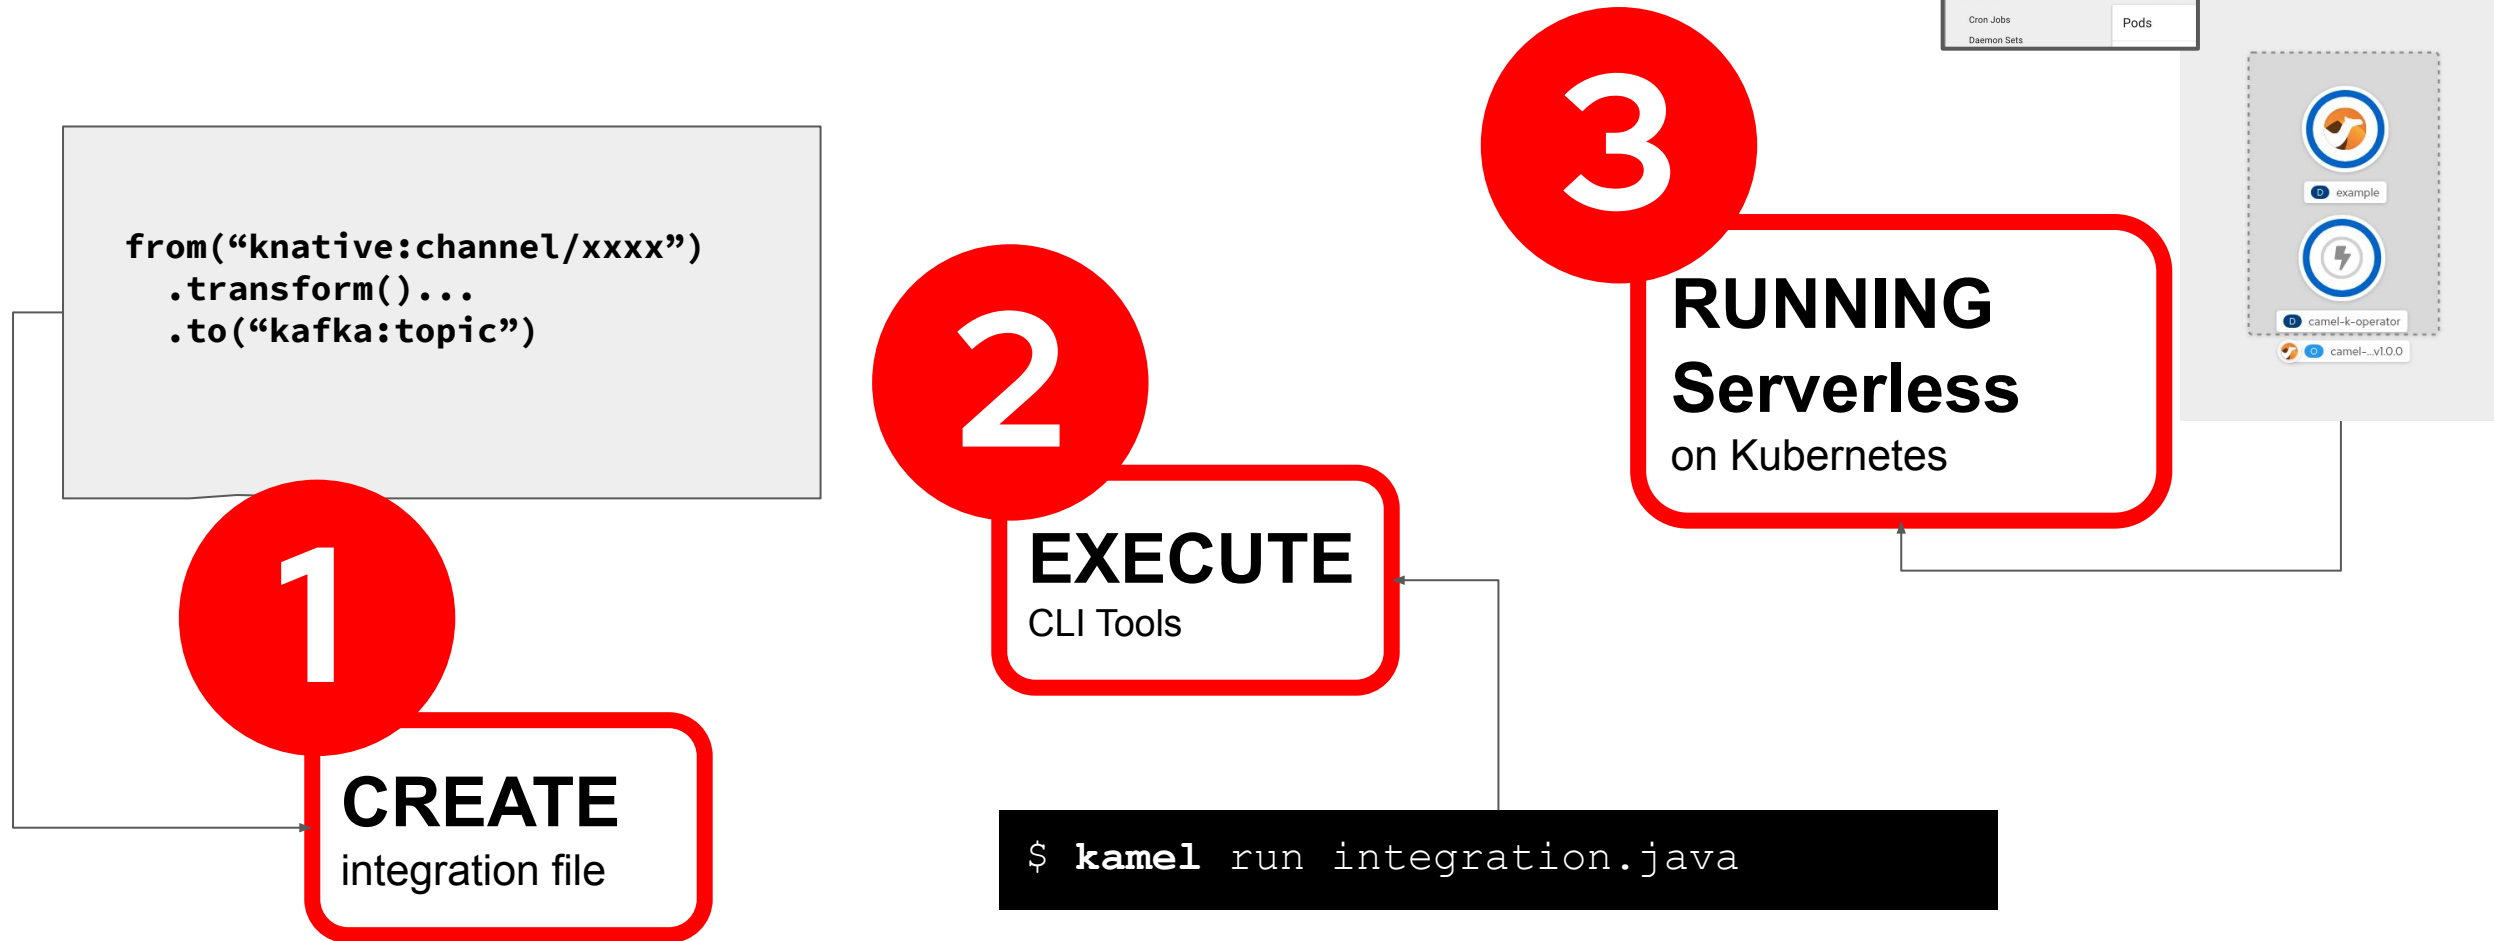 from(“knative:channel/xxxx”)
.transform()...
.to(“kafka:topic”)
1
CREATE
integration file
2
EXECUTE
CLI Tools
$ kamel run integration.java
3
RUNNING
Serverless
on Kubernetes
Cron Jobs
Daemon Sets
Pods
D example
D camel-k-operator
O camel-...v1.0.0